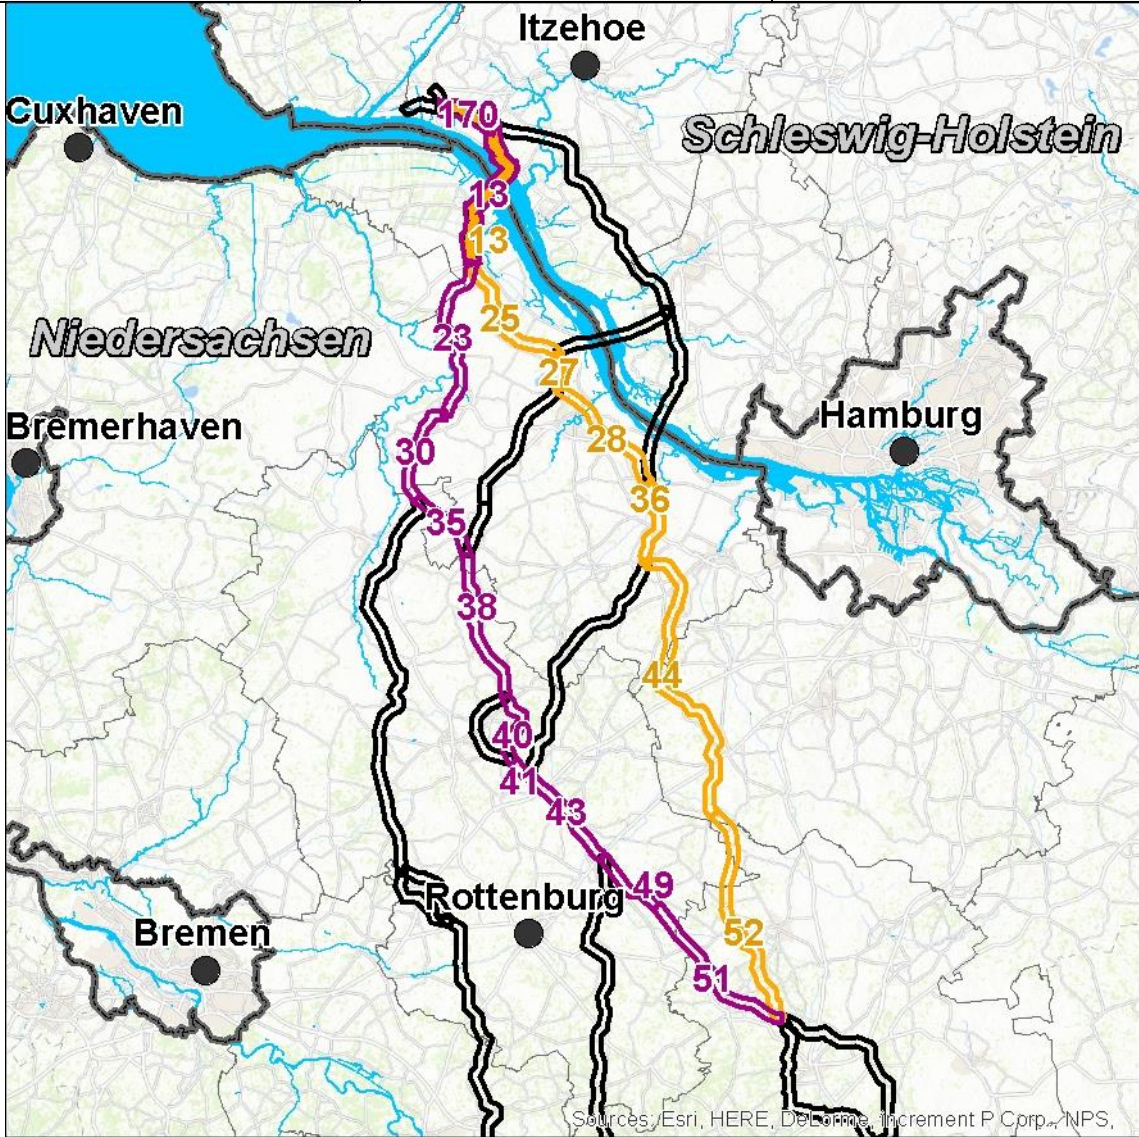 Itzehoe
Cuxhaven
170
Schleswig-Holstein
13
13
25
Niedersachsen
23
27
Hamburg
Bremerhaven
28
30
36
35
38
44
40
41
43
49
Rottenburg
Bremen
52
51
Sources: Esri, HERE, DeLorme, Increment P Corp., NPS,